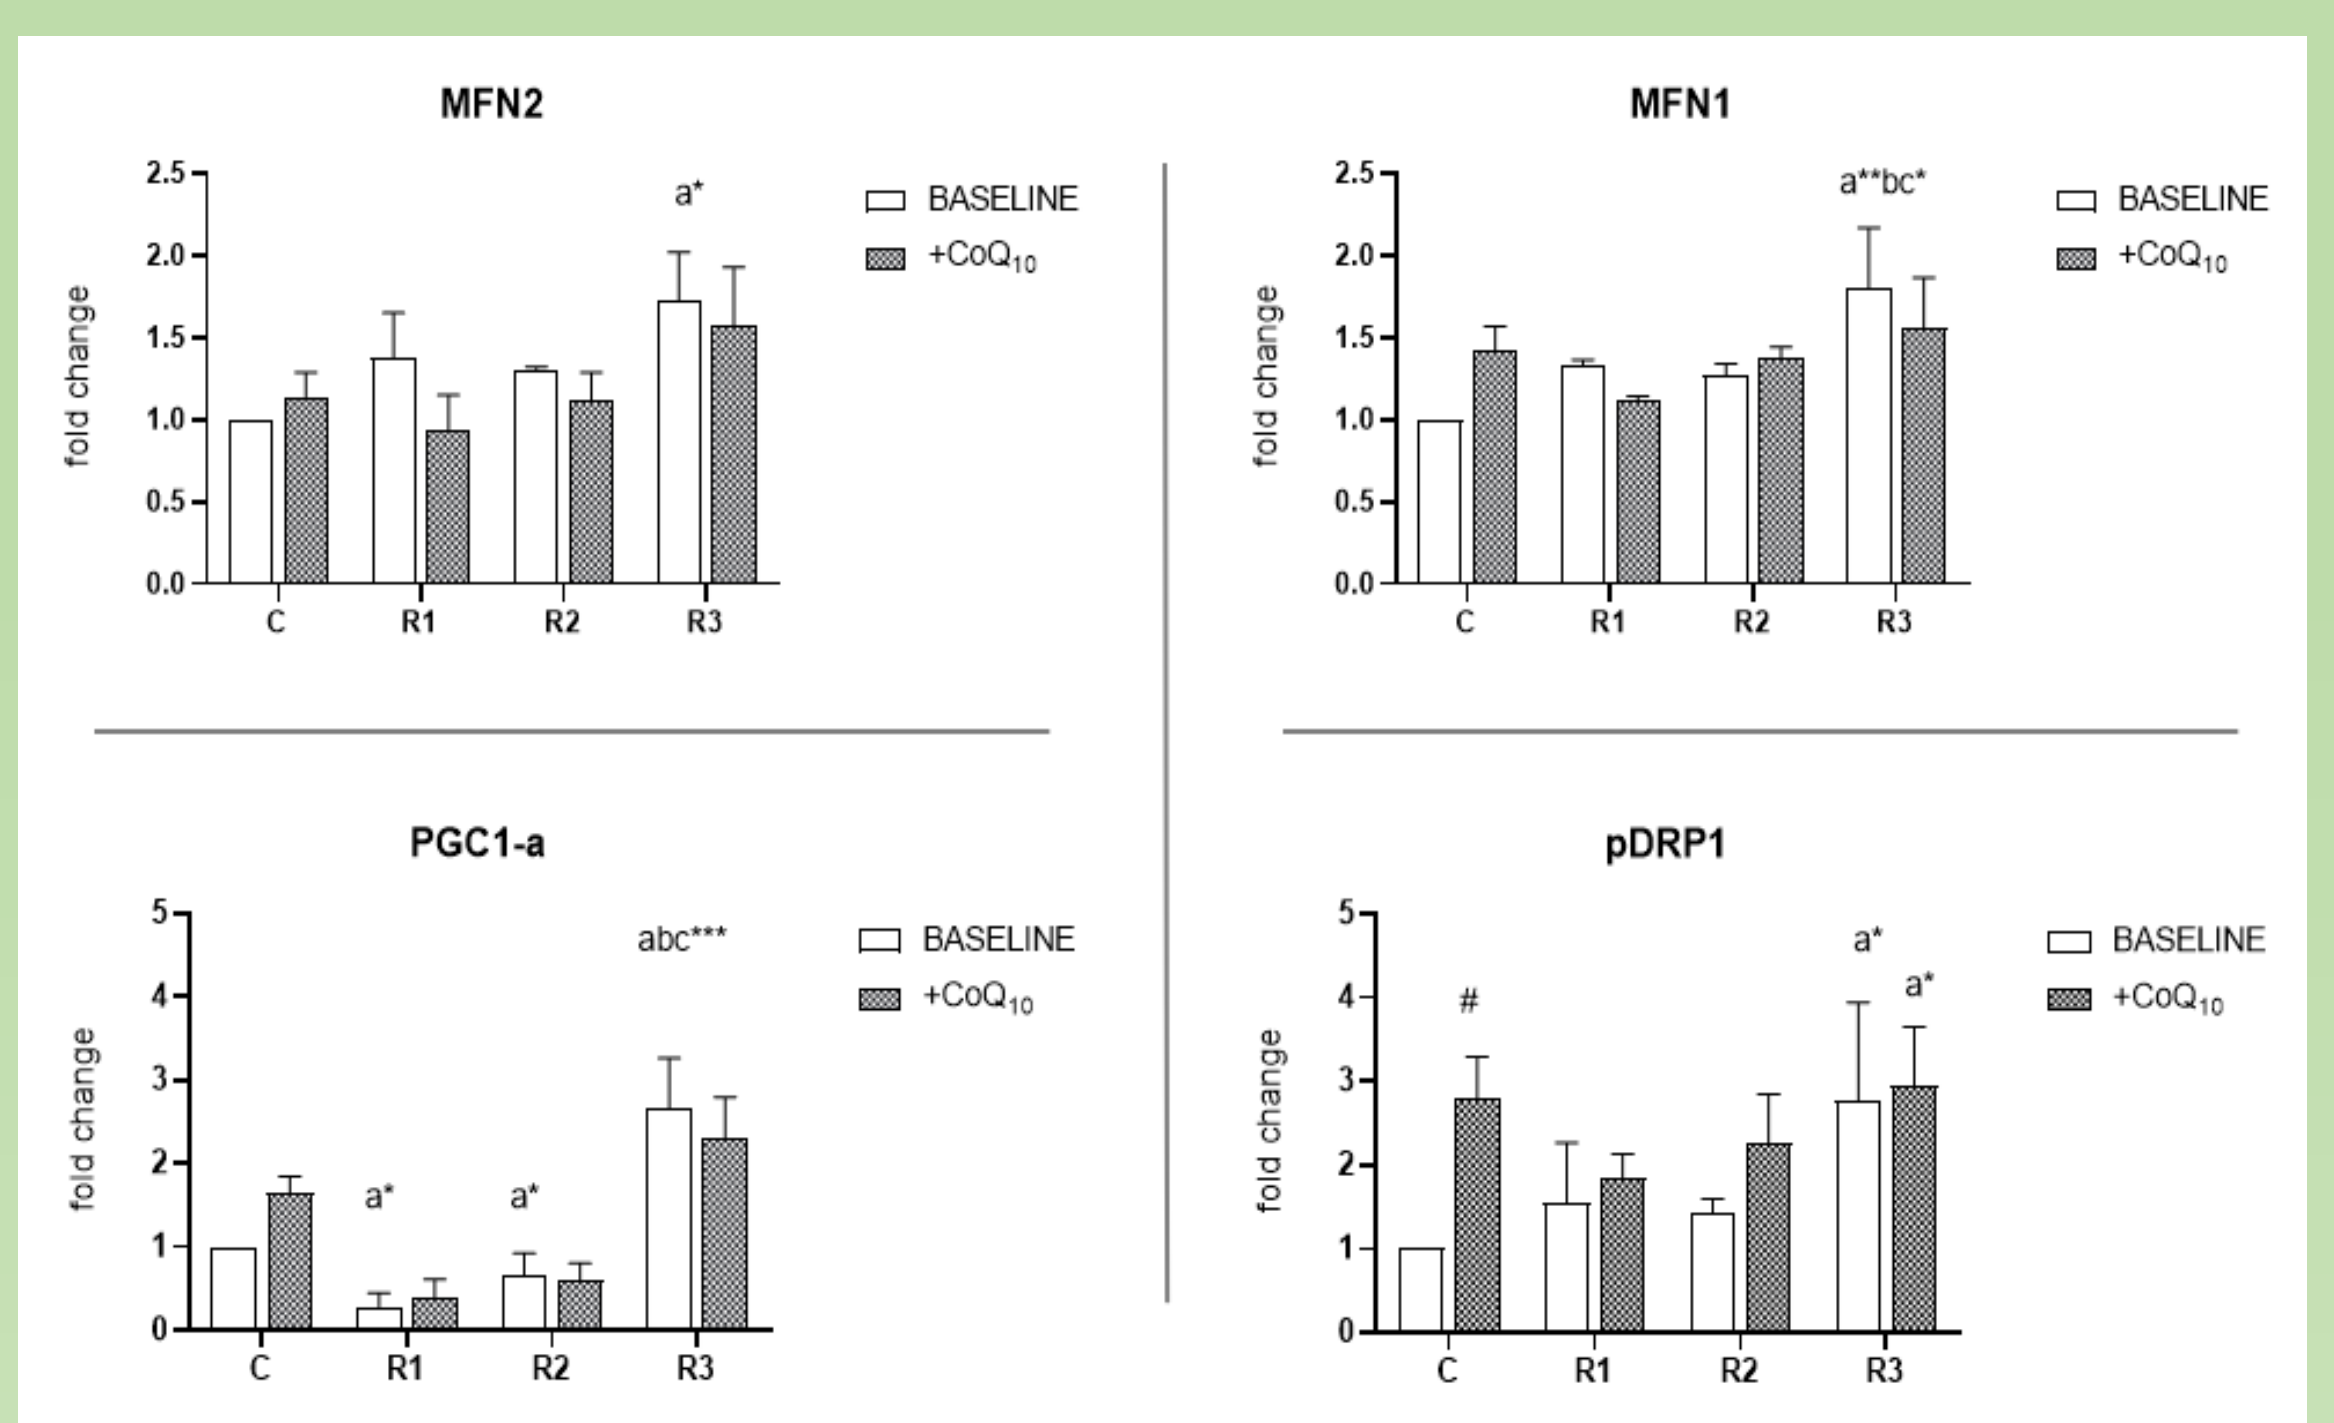 MFN2
2.5
2.0
1.5
1.0
0.5
0.0
fold change
a*
BASELINE
+CoQ10
C R1 R2 R3
MFN1
2.5
2.0
1.5
1.0
0.5
0.0
fold change
a**bc*
BASELINE
+CoQ10
C R1 R2 R3
PGC1-a
5
4
3
2
1
0
fold change
abc***
a* a*
BASELINE
+CoQ10
C R1 R2 R3
pDRP1
5
4
3
2
1
0
fold change
a*
a*
#
BASELINE
+CoQ10
C R1 R2 R3